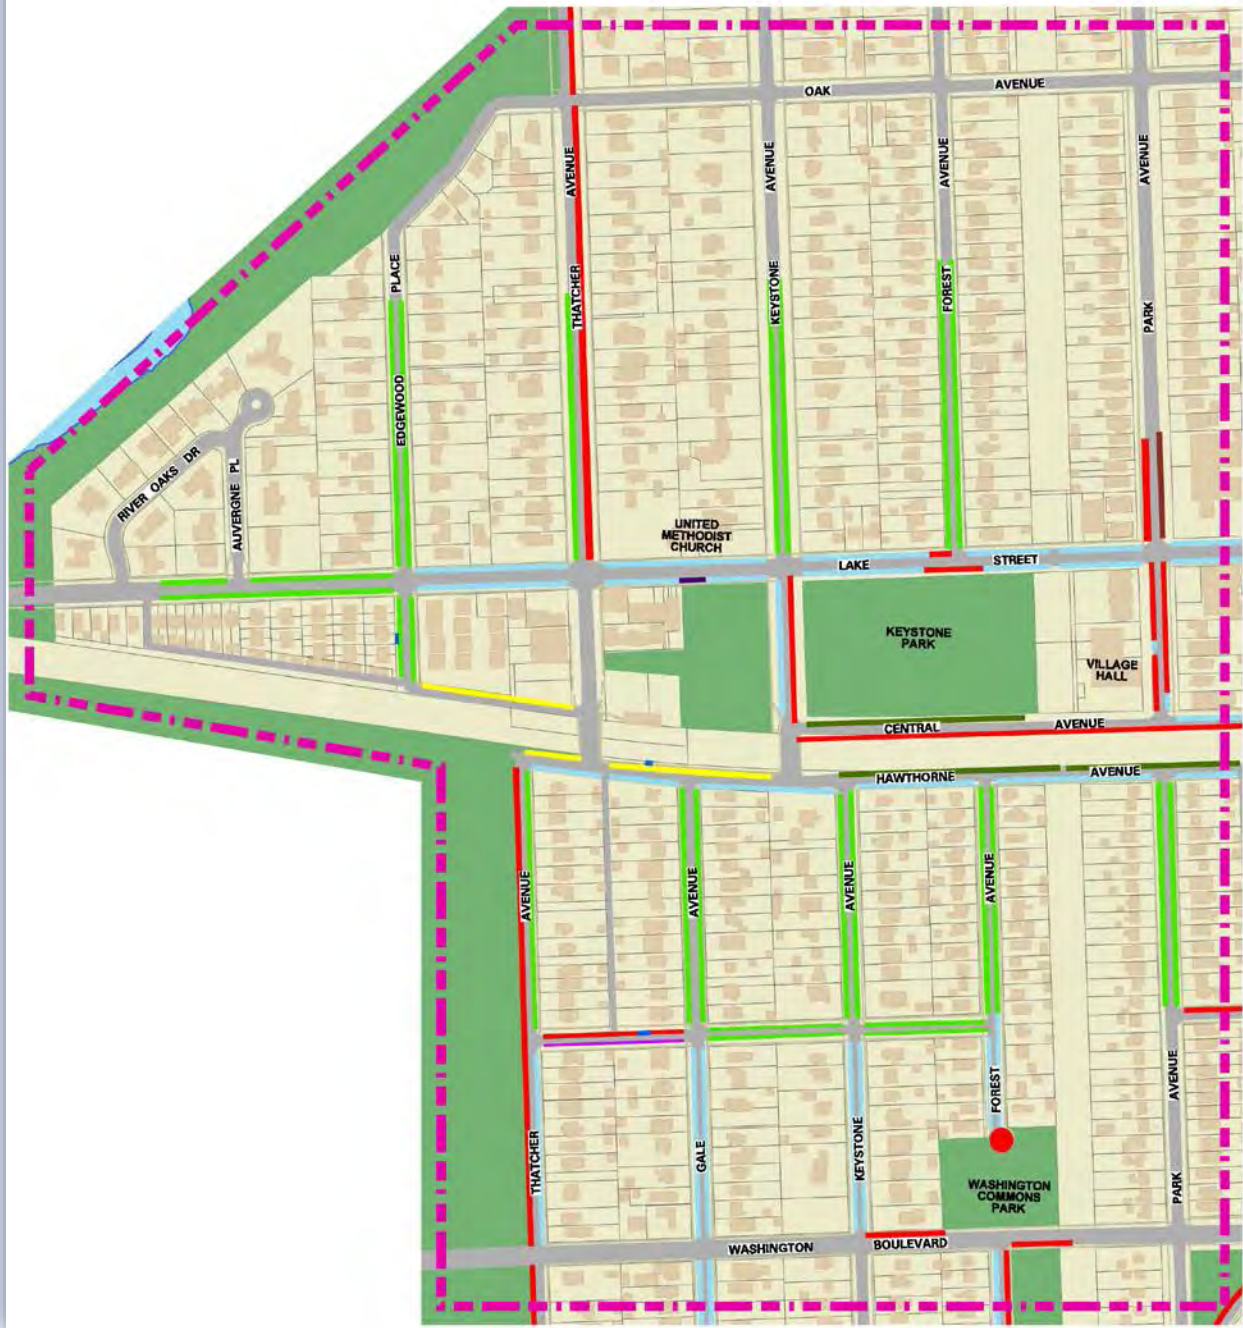 OAK
AVENUE
AVENUE
AVENUE
AVENUE
AVENUE
PLACE
THATCHER
KEYSTONE
FOREST
PARK
EDGEWOOD
RIVER OAKS DR
AUVERGNE PL
UNITED
METHODIST
CHURCH
LAKE
STREET
KEYSTONE
PARK
VILLAGE
HALL
CENTRAL
AVENUE
HAWTHORNE
AVENUE
AVENUE
AVENUE
AVENUE
AVENUE
AVENUE
FOREST
THATCHER
GALE
KEYSTONE
PARK
WASHINGTON
COMMONS
PARK
WASHINGTON
BOULEVARD